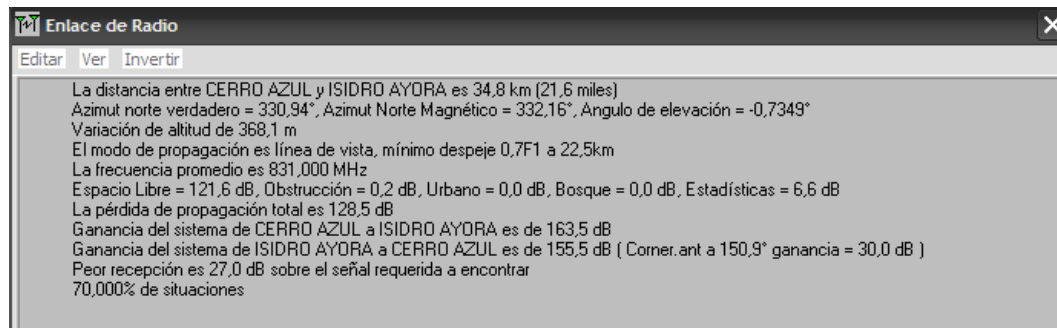 Enlace de Radio
Editar Ver Invertir
La distancia entre CERRO AZUL y ISIDRO AYORA es 34,8 km (21,6 miles)
Azimut norte verdadero = 330,94°, Azimut Norte Magnético = 332,16°, Angulo de elevación = -0,7349°
Variación de altitud de 368,1 m
El modo de propagación es línea de vista, mínimo despeje 0,7F1 a 22,5km
La frecuencia promedio es 831,000 MHz
Espacio Libre = 121,6 dB, Obstrucción = 0,2 dB, Urbano = 0,0 dB, Bosque = 0,0 dB, Estadísticas = 6,6 dB
La pérdida de propagación total es 128,5 dB
Ganancia del sistema de CERRO AZUL a ISIDRO AYORA es de 163,5 dB
Ganancia del sistema de ISIDRO AYORA a CERRO AZUL es de 155,5 dB ( Corner.ant a 150,9° ganancia = 30,0 dB )
Peor recepción es 27,0 dB sobre el señal requerida a encontrar
70,000% de situaciones